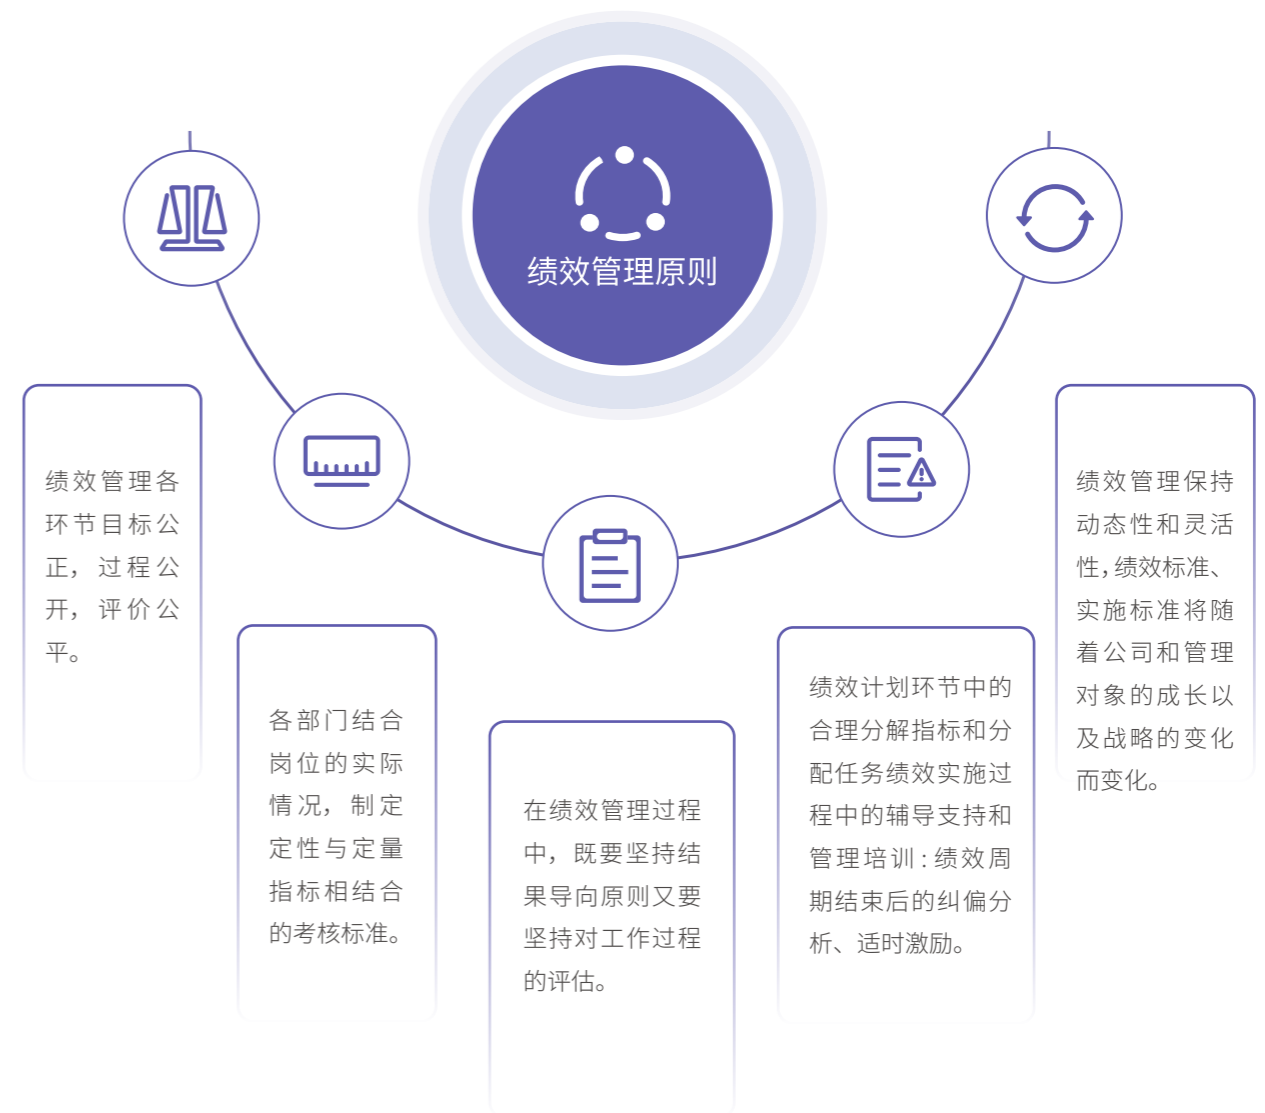 绩效管理原则
绩效管理各
环节目标公
正，过程公
开，评价公
平。
各部门结合
岗位的实际
情况，制定
定性与定量
指标相结合
的考核标准。
在绩效管理过程
中，既要坚持结
果导向原则又要
坚持对工作过程
的评估。
绩效计划环节中的
合理分解指标和分
配任务绩效实施过
程中的辅导支持和
管理培训:绩效周
期结束后的纠偏分
析、适时激励。
绩效管理保持
动态性和灵活
性，绩效标准、
实施标准将随
着公司和管理
对象的成长以
及战略的变化
而变化。